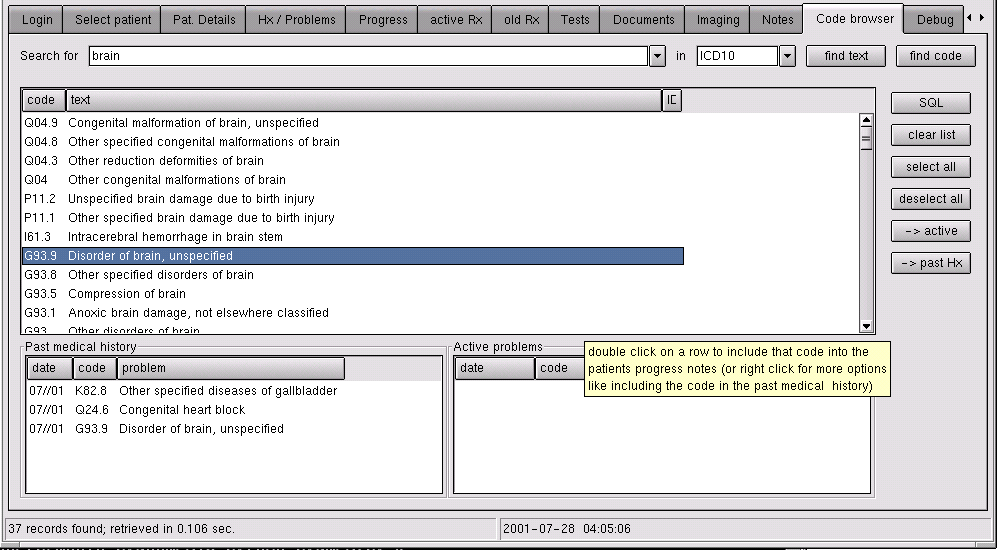 Login Select patient Pat. Details Hx / Problems Progress active Rx old Rx Tests Documents Imaging Notes Code browser Debug
Search for brain in ICD10 find text find code
code text IC
SQL
clear list
select all
deselect all
-> active
-> past Hx
Q04.9 Congenital malformation of brain, unspecified
Q04.8 Other specified congenital malformations of brain
Q04.3 Other reduction deformities of brain
Q04 Other congenital malformations of brain
P11.2 Unspecified brain damage due to birth injury
P11.1 Other specified brain damage due to birth injury
I61.3 Intracerebral hemorrhage in brain stem
G93.9 Disorder of brain, unspecified
G93.8 Other specified disorders of brain
G93.5 Compression of brain
G93.1 Anoxic brain damage, not elsewhere classified
G93 Other disorders of brain
Past medical history
date code problem
07//01 K82.8 Other specified diseases of gallbladder
07//01 Q24.6 Congenital heart block
07//01 G93.9 Disorder of brain, unspecified
Active problems
date code
double click on a row to include that code into the
patients progress notes (or right click for more options
like including the code in the past medical history)
37 records found; retrieved in 0.106 sec.
2001-07-28 04:05:06